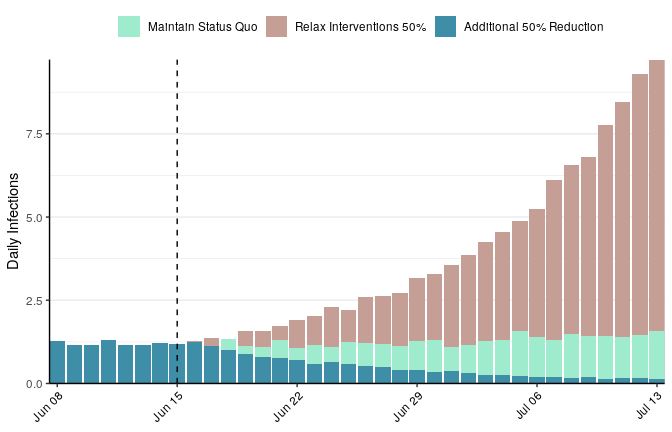 Maintain Status Quo Relax Interventions 50% Additional 50% Reduction
Daily Infections
7.5
5.0
2.5
0.0
Jun 08 Jun 15 Jun 22 Jun 29 Jul 06 Jul 13